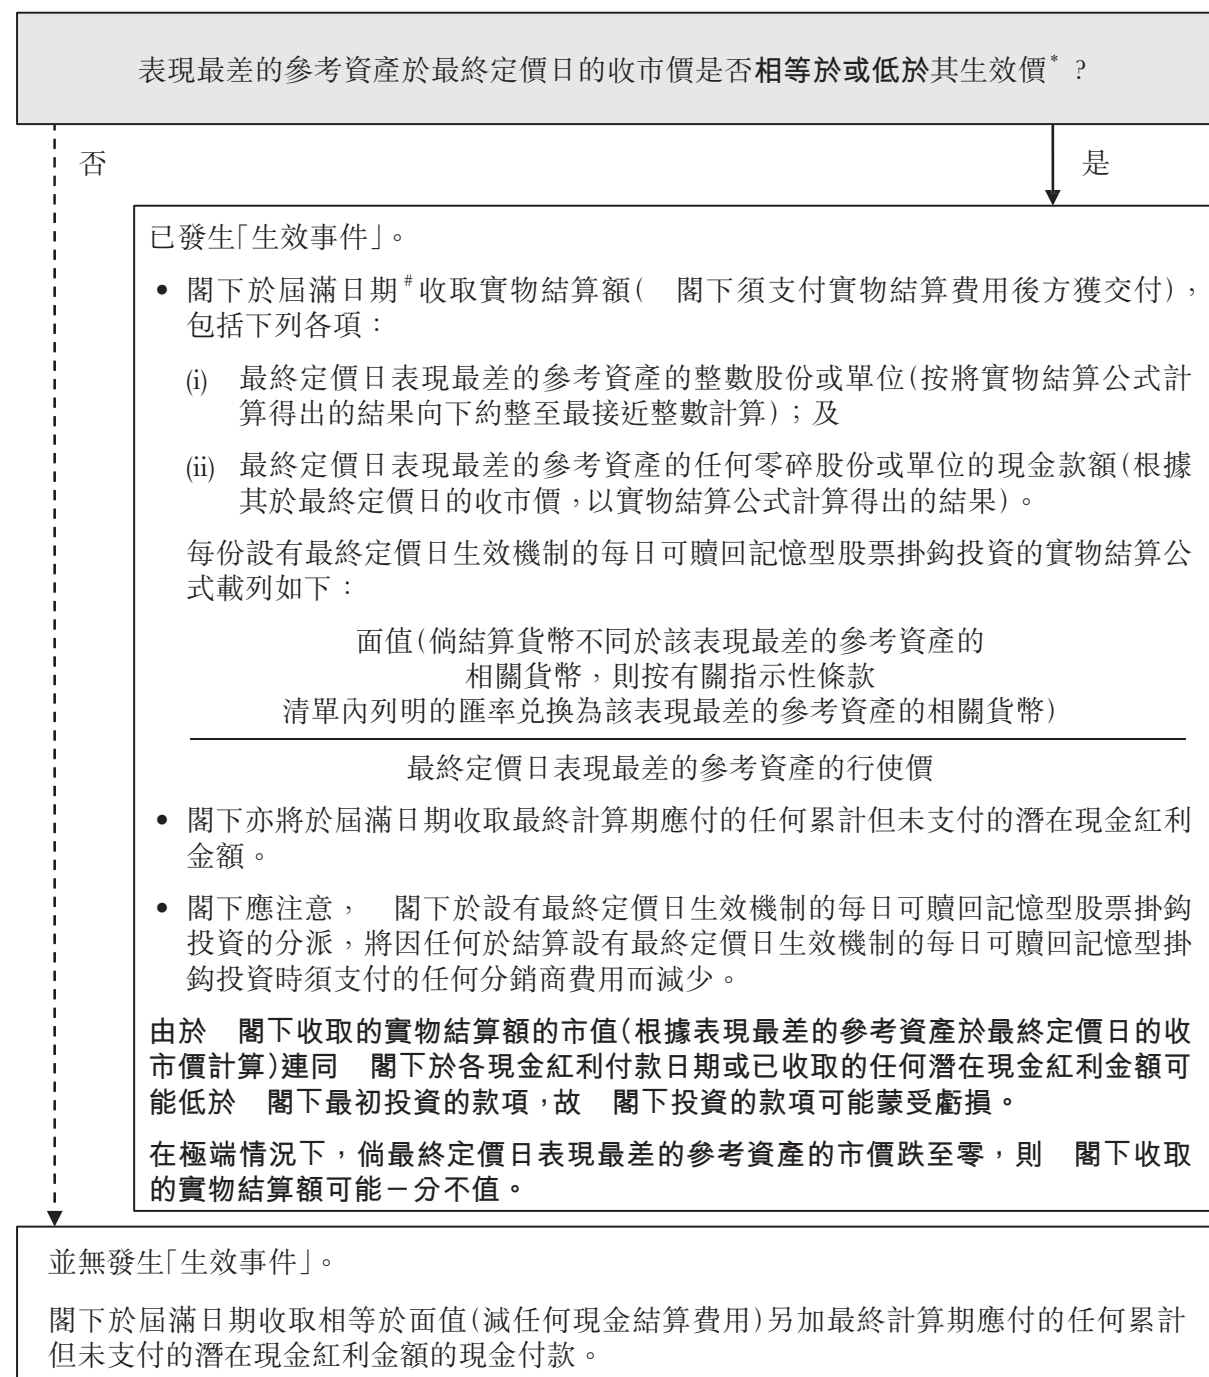 表現最差的參考資產於最終定價日的收市價是否相等於或低於其生效價*？
否
是
已發生「生效事件」。
• 閣下於屆滿日期#收取實物結算額(　閣下須支付實物結算費用後方獲交付)，
包括下列各項：
(i) 最終定價日表現最差的參考資產的整數股份或單位(按將實物結算公式計
算得出的結果向下約整至最接近整數計算)；及
(ii) 最終定價日表現最差的參考資產的任何零碎股份或單位的現金款額(根據
其於最終定價日的收市價，以實物結算公式計算得出的結果)。
每份設有最終定價日生效機制的每日可贖回記憶型股票掛鈎投資的實物結算公
式載列如下：
面值(倘結算貨幣不同於該表現最差的參考資產的
相關貨幣，則按有關指示性條款
清單內列明的匯率兌換為該表現最差的參考資產的相關貨幣)
最終定價日表現最差的參考資產的行使價
• 閣下亦將於屆滿日期收取最終計算期應付的任何累計但未支付的潛在現金紅利
金額。
• 閣下應注意，　閣下於設有最終定價日生效機制的每日可贖回記憶型股票掛鈎
投資的分派，將因任何於結算設有最終定價日生效機制的每日可贖回記憶型掛
鈎投資時須支付的任何分銷商費用而減少。
由於　閣下收取的實物結算額的市值(根據表現最差的參考資產於最終定價日的收
市價計算)連同　閣下於各現金紅利付款日期或已收取的任何潛在現金紅利金額可
能低於　閣下最初投資的款項，故　閣下投資的款項可能蒙受虧損。
在極端情況下，倘最終定價日表現最差的參考資產的市價跌至零，則　閣下收取
的實物結算額可能一分不值。
並無發生「生效事件」。
閣下於屆滿日期收取相等於面值(減任何現金結算費用)另加最終計算期應付的任何累計
但未支付的潛在現金紅利金額的現金付款。